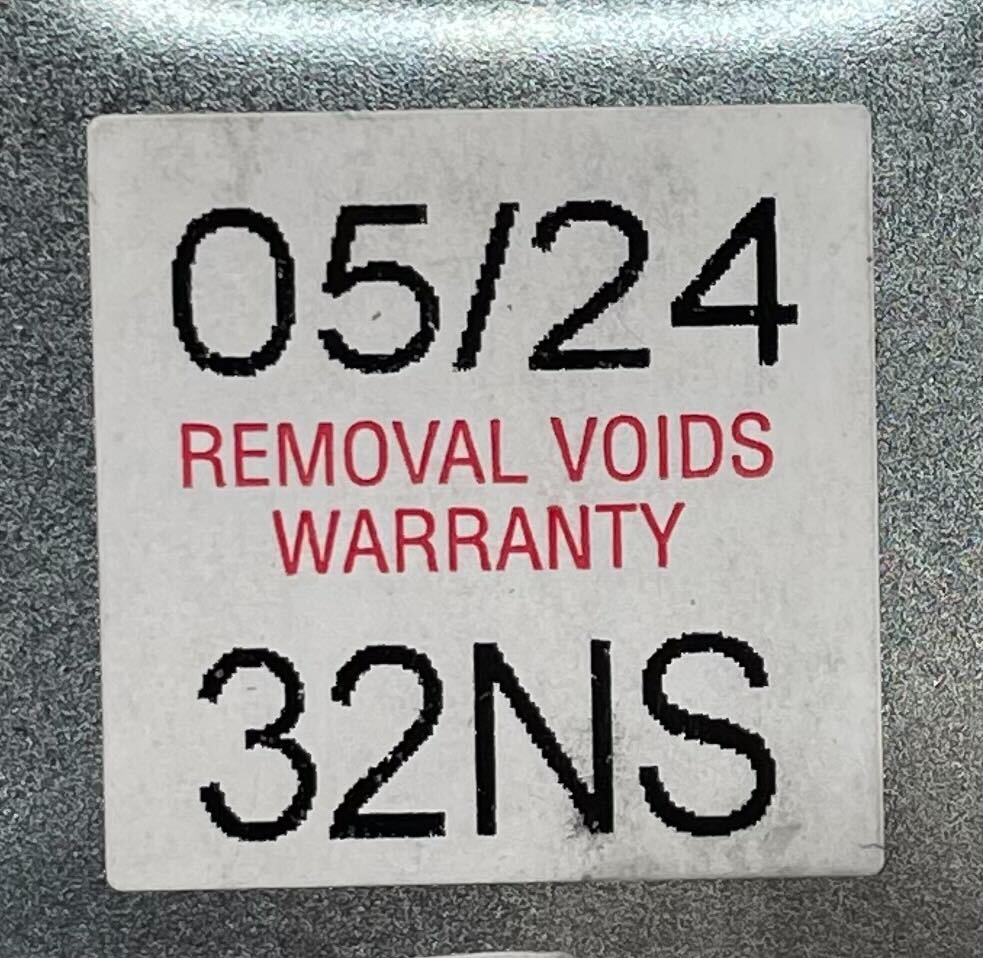 05/24
REMOVAL VOIDS
WARRANTY
32NS